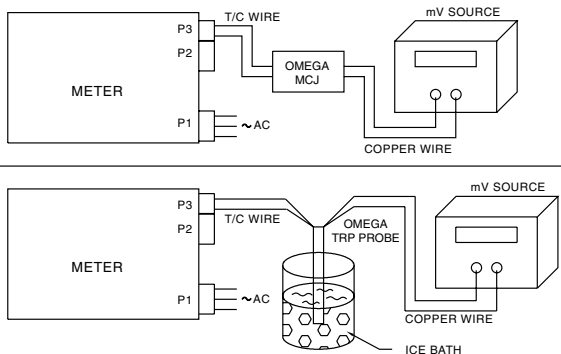 mV SOURCE
T/C WIRE
P3
P2
OMEGA
MCJ
METER
P1
~AC
COPPER WIRE
mV SOURCE
P3
T/C WIRE
P2
OMEGA
TRP PROBE
METER
P1
~AC
COPPER WIRE
ICE BATH